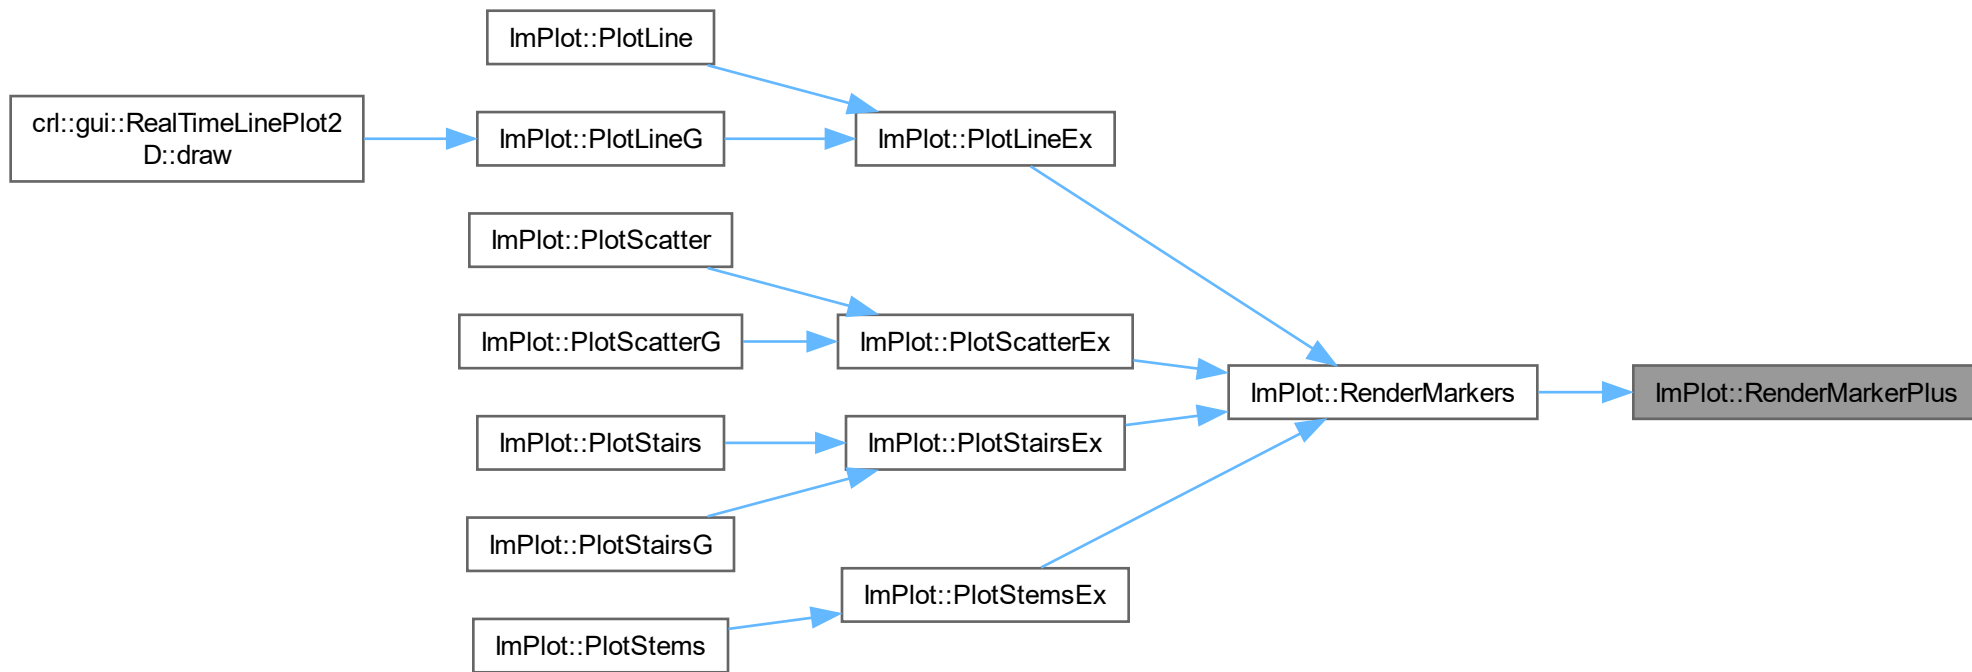 ImPlot::PlotLine
crl::gui::RealTimeLinePlot2
D::draw
ImPlot::PlotLineG
ImPlot::PlotLineEx
ImPlot::PlotScatter
ImPlot::PlotScatterG
ImPlot::PlotScatterEx
ImPlot::RenderMarkers
ImPlot::RenderMarkerPlus
ImPlot::PlotStairs
ImPlot::PlotStairsEx
ImPlot::PlotStairsG
ImPlot::PlotStemsEx
ImPlot::PlotStems